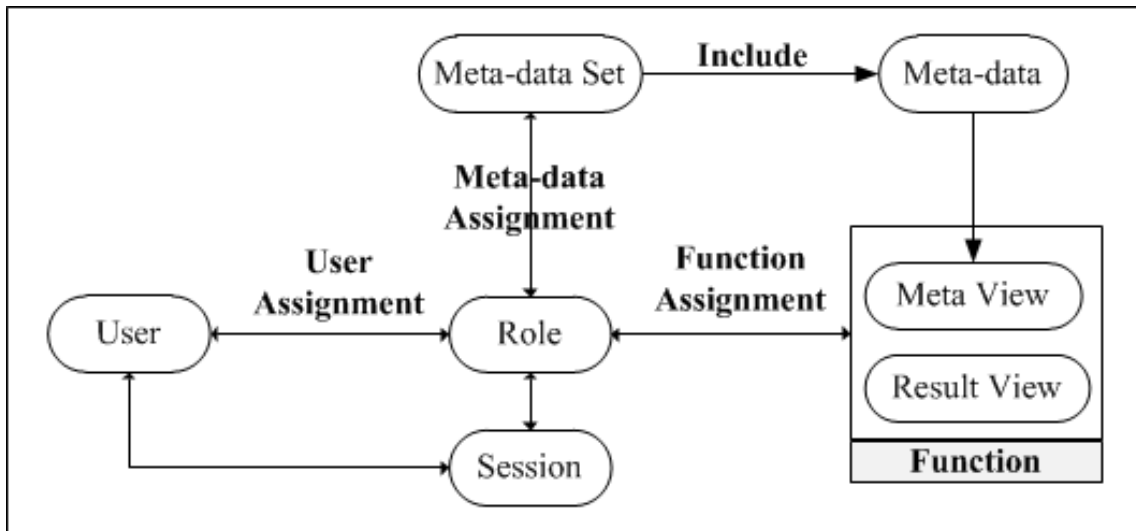 Meta-data Set
Include
Meta-data
Meta-data
Assignment
User
Assignment
Function
Assignment
User
Role
Meta View
Result View
Session
Function